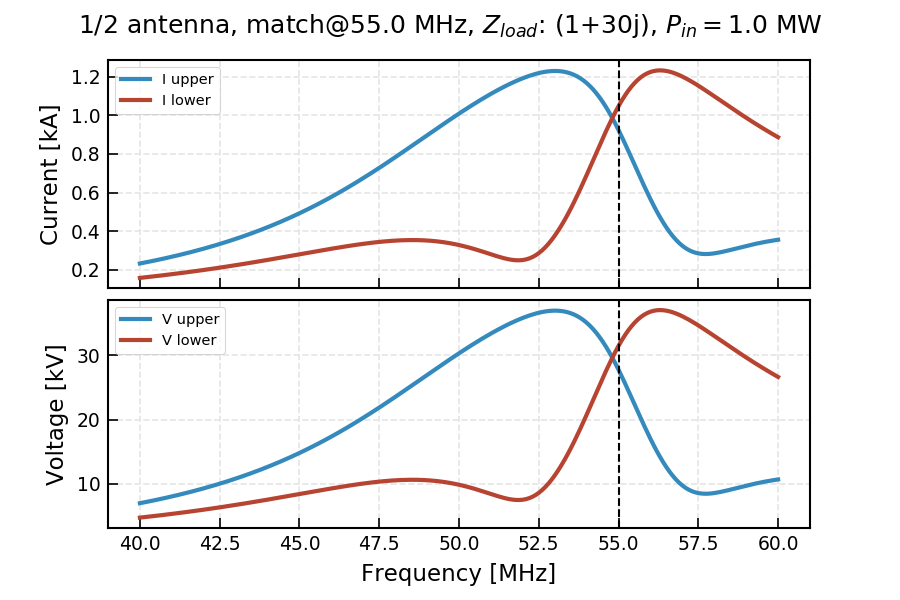 1/2 antenna, match@55.0 MHz, Z_load: (1+30j), P_in = 1.0 MW
Current [kA]
1.2
1.0
0.8
0.6
0.4
0.2
I upper
I lower
Voltage [kV]
30
20
10
V upper
V lower
40.0 42.5 45.0 47.5 50.0 52.5 55.0 57.5 60.0
Frequency [MHz]